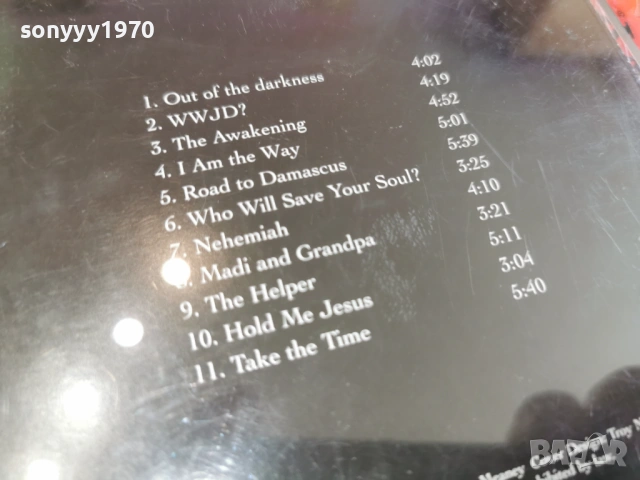 sonyyy1970
1. Out of the darkness 4:02
2. WWJD? 4:19
3. The Awakening 4:52
4. I Am the Way 5:01
5. Road to Damascus 5:39
6. Who Will Save Your Soul? 3:25
7. Nehemiah 4:10
8. Madi and Grandpa 3:21
9. The Helper 5:11
10. Hold Me Jesus 3:04
11. Take the Time 5:40
Cover Design Troy